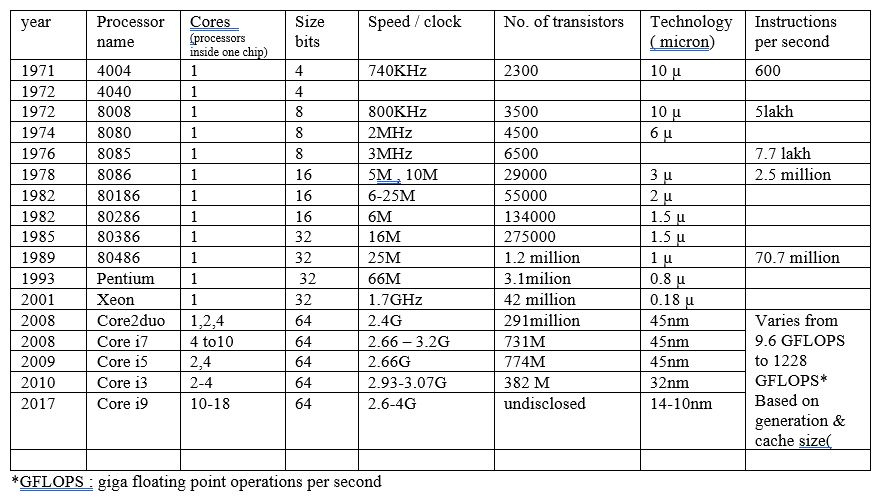 year Processor name Cores (processors inside one chip) Size bits Speed / clock No. of transistors Technology ( micron) Instructions per second
1971 4004 1 4 740KHz 2300 10 µ 600
1972 4040 1 4
1972 8008 1 8 800KHz 3500 10 µ 5lakh
1974 8080 1 8 2MHz 4500 6 µ
1976 8085 1 8 3MHz 6500 7.7 lakh
1978 8086 1 16 5M , 10M 29000 3 µ 2.5 million
1982 80186 1 16 6-25M 55000 2 µ
1982 80286 1 16 6M 134000 1.5 µ
1985 80386 1 32 16M 275000 1.5 µ
1989 80486 1 32 25M 1.2 million 1 µ 70.7 million
1993 Pentium 1 32 66M 3.1milion 0.8 µ
2001 Xeon 1 32 1.7GHz 42 million 0.18 µ
2008 Core2duo 1,2,4 64 2.4G 291million 45nm Varies from
2008 Core i7 4 to10 64 2.66 – 3.2G 731M 45nm 9.6 GFLOPS
2009 Core i5 2,4 64 2.66G 774M 45nm to 1228
2010 Core i3 2-4 64 2.93-3.07G 382 M 32nm GFLOPS*
2017 Core i9 10-18 64 2.6-4G undisclosed 14-10nm Based on
generation &
cache size(
*GFLOPS : giga floating point operations per second